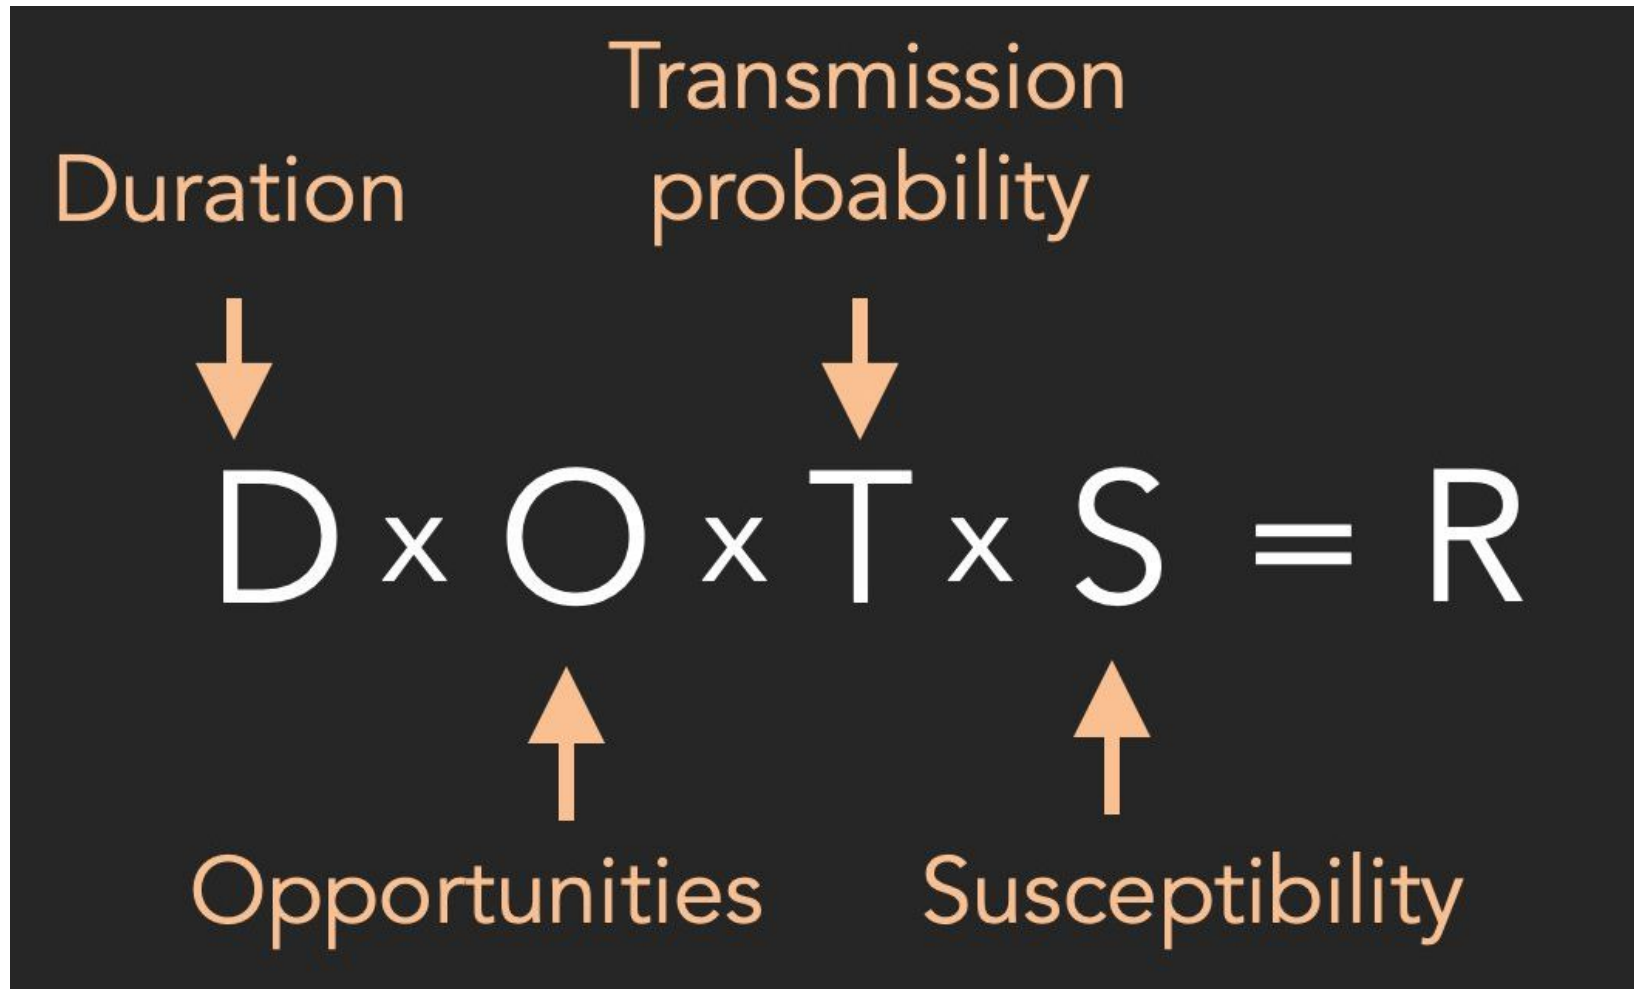 Transmission
probability
Duration
D x O x T x S = R
Opportunities
Susceptibility